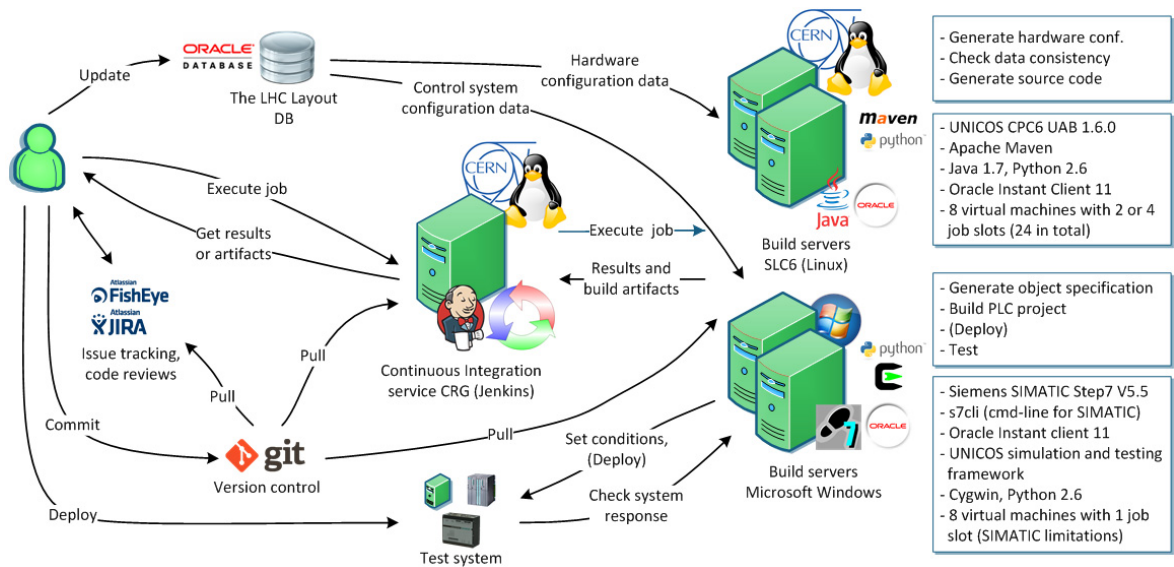 ORACLE®
DATABASE
The LHC Layout
DB
Update
Hardware
configuration data
Control system
configuration data
CERN
maven
python™
Java
ORACLE
Build servers
SLC6 (Linux)
- Generate hardware conf.
- Check data consistency
- Generate source code
- UNICOS CPC6 UAB 1.6.0
- Apache Maven
- Java 1.7, Python 2.6
- Oracle Instant Client 11
- 8 virtual machines with 2 or 4
job slots (24 in total)
Execute job
Get results
or artifacts
CERN
Execute job
Results and
build artifacts
Continuous Integration
service CRG (Jenkins)
Atlassian
FishEye
Atlassian
JIRA
Issue tracking,
code reviews
Pull
Pull
Commit
git
Version control
Pull
Deploy
Set conditions,
(Deploy)
Check system
response
Test system
python™
7
ORACLE
Build servers
Microsoft Windows
- Generate object specification
- Build PLC project
- (Deploy)
- Test
- Siemens SIMATIC Step7 V5.5
- s7cli (cmd-line for SIMATIC)
- Oracle Instant client 11
- UNICOS simulation and testing
framework
- Cygwin, Python 2.6
- 8 virtual machines with 1 job
slot (SIMATIC limitations)